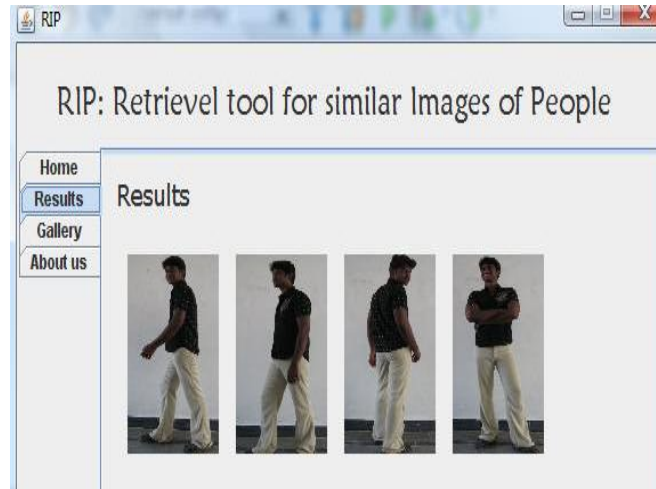 RIP
RIP: Retrievel tool for similar Images of People
Home
Results
Gallery
About us
Results